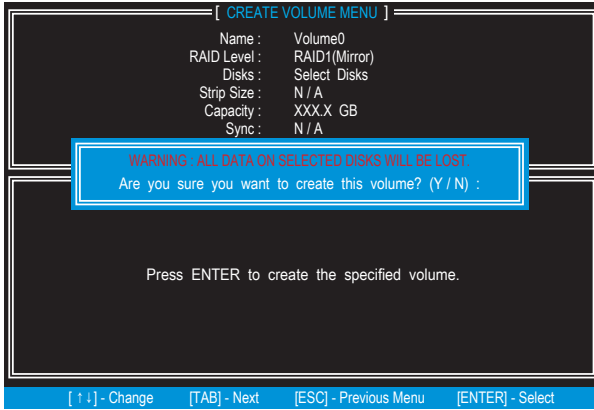 [ CREATE VOLUME MENU ]
Name : Volume0
RAID Level : RAID1(Mirror)
Disks : Select Disks
Strip Size : N / A
Capacity : XXX.X GB
Sync : N / A
WARNING : ALL DATA ON SELECTED DISKS WILL BE LOST.
Are you sure you want to create this volume? (Y / N) :
Press ENTER to create the specified volume.
[ ↑↓] - Change [TAB] - Next [ESC] - Previous Menu [ENTER] - Select